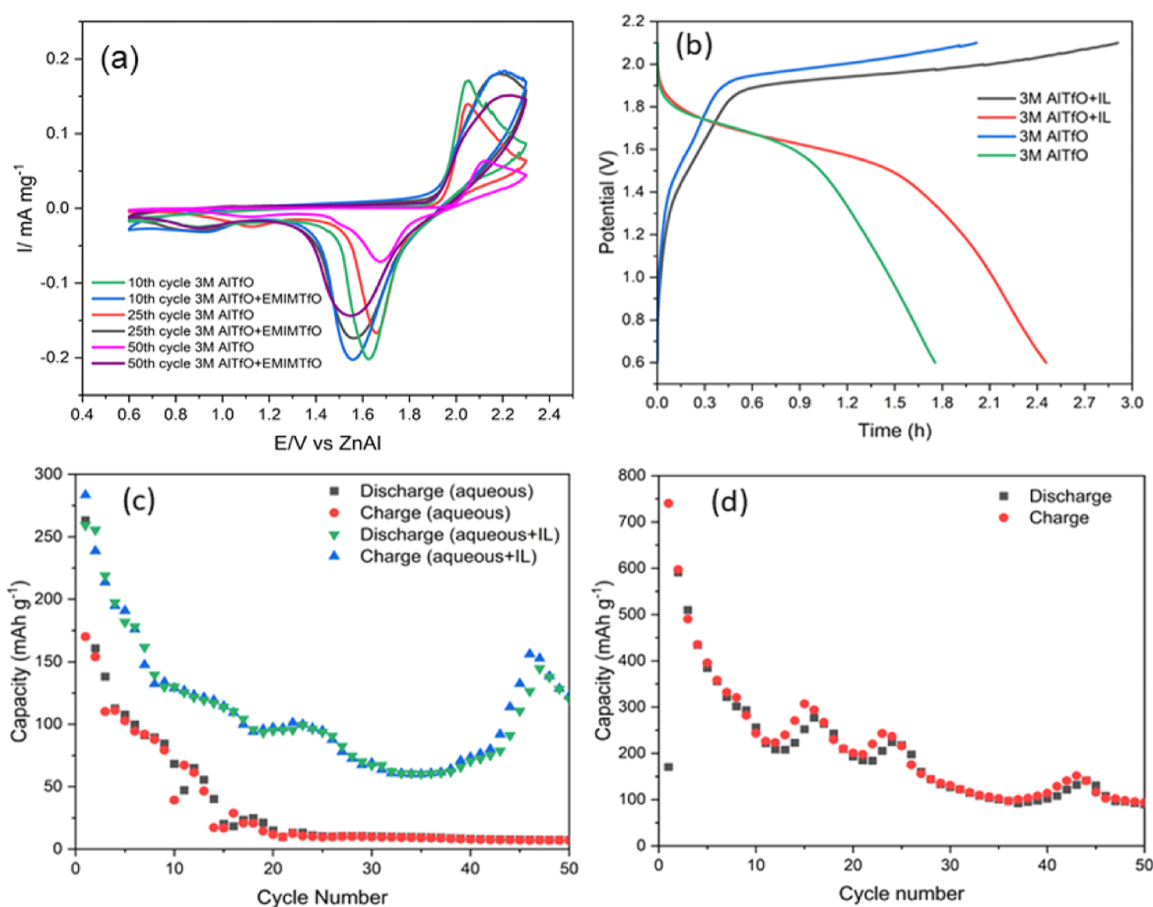 (a)
I/ mA mg-1
0.2
0.1
0.0
-0.1
-0.2
10th cycle 3M AlTfO
10th cycle 3M AlTfO+EMIMTfO
25th cycle 3M AlTfO
25th cycle 3M AlTfO+EMIMTfO
50th cycle 3M AlTfO
50th cycle 3M AlTfO+EMIMTfO
0.4 0.6 0.8 1.0 1.2 1.4 1.6 1.8 2.0 2.2 2.4
E/V vs ZnAl
(b)
Potential (V)
2.2
2.0
1.8
1.6
1.4
1.2
1.0
0.8
0.6
3M AlTfO+IL
3M AlTfO+IL
3M AlTfO
3M AlTfO
0.0 0.3 0.6 0.9 1.2 1.5 1.8 2.1 2.4 2.7 3.0
Time (h)
(c)
Capacity (mAh g-1)
300
250
200
150
100
50
0
Discharge (aqueous)
Charge (aqueous)
Discharge (aqueous+IL)
Charge (aqueous+IL)
0 10 20 30 40 50
Cycle Number
(d)
Capacity (mAh g-1)
800
700
600
500
400
300
200
100
0
Discharge
Charge
0 10 20 30 40 50
Cycle number